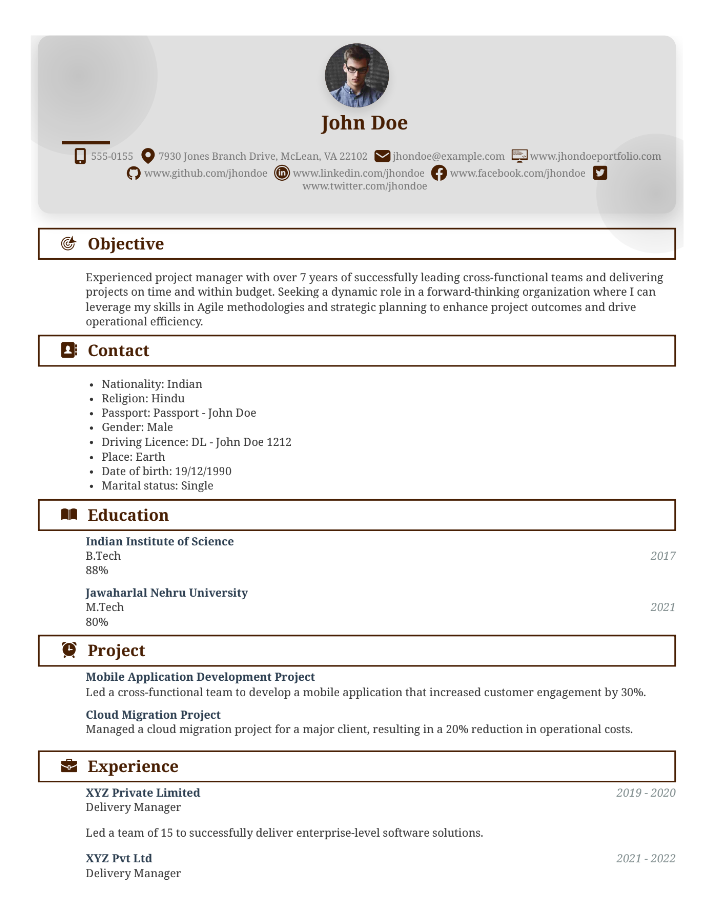 John Doe
555-0155 7930 Jones Branch Drive, McLean, VA 22102 jhondoe@example.com www.jhondoeportfolio.com
www.github.com/jhondoe www.linkedin.com/jhondoe www.facebook.com/jhondoe
www.twitter.com/jhondoe
Objective
Experienced project manager with over 7 years of successfully leading cross-functional teams and delivering
projects on time and within budget. Seeking a dynamic role in a forward-thinking organization where I can
leverage my skills in Agile methodologies and strategic planning to enhance project outcomes and drive
operational efficiency.
Contact
• Nationality: Indian
• Religion: Hindu
• Passport: Passport - John Doe
• Gender: Male
• Driving Licence: DL - John Doe 1212
• Place: Earth
• Date of birth: 19/12/1990
• Marital status: Single
Education
Indian Institute of Science
B.Tech 2017
88%
Jawaharlal Nehru University
M.Tech 2021
80%
Project
Mobile Application Development Project
Led a cross-functional team to develop a mobile application that increased customer engagement by 30%.
Cloud Migration Project
Managed a cloud migration project for a major client, resulting in a 20% reduction in operational costs.
Experience
XYZ Private Limited 2019 - 2020
Delivery Manager
Led a team of 15 to successfully deliver enterprise-level software solutions.
XYZ Pvt Ltd 2021 - 2022
Delivery Manager